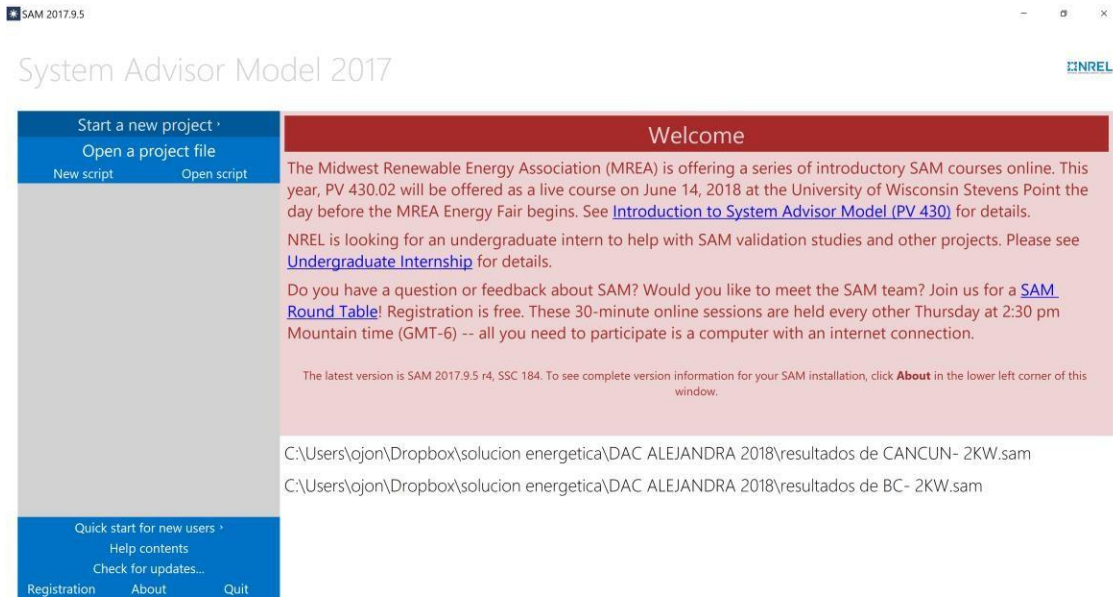 SAM 2017.9.5
System Advisor Model 2017
NREL
Start a new project ›
Open a project file
New script Open script
Welcome
The Midwest Renewable Energy Association (MREA) is offering a series of introductory SAM courses online. This
year, PV 430.02 will be offered as a live course on June 14, 2018 at the University of Wisconsin Stevens Point the
day before the MREA Energy Fair begins. See Introduction to System Advisor Model (PV 430) for details.
NREL is looking for an undergraduate intern to help with SAM validation studies and other projects. Please see
Undergraduate Internship for details.
Do you have a question or feedback about SAM? Would you like to meet the SAM team? Join us for a SAM
Round Table! Registration is free. These 30-minute online sessions are held every other Thursday at 2:30 pm
Mountain time (GMT-6) -- all you need to participate is a computer with an internet connection.
The latest version is SAM 2017.9.5 r4, SSC 184. To see complete version information for your SAM installation, click About in the lower left corner of this
window.
C:\Users\ojon\Dropbox\solucion energetica\DAC ALEJANDRA 2018\resultados de CANCUN- 2KW.sam
C:\Users\ojon\Dropbox\solucion energetica\DAC ALEJANDRA 2018\resultados de BC- 2KW.sam
Quick start for new users ›
Help contents
Check for updates...
Registration About Quit